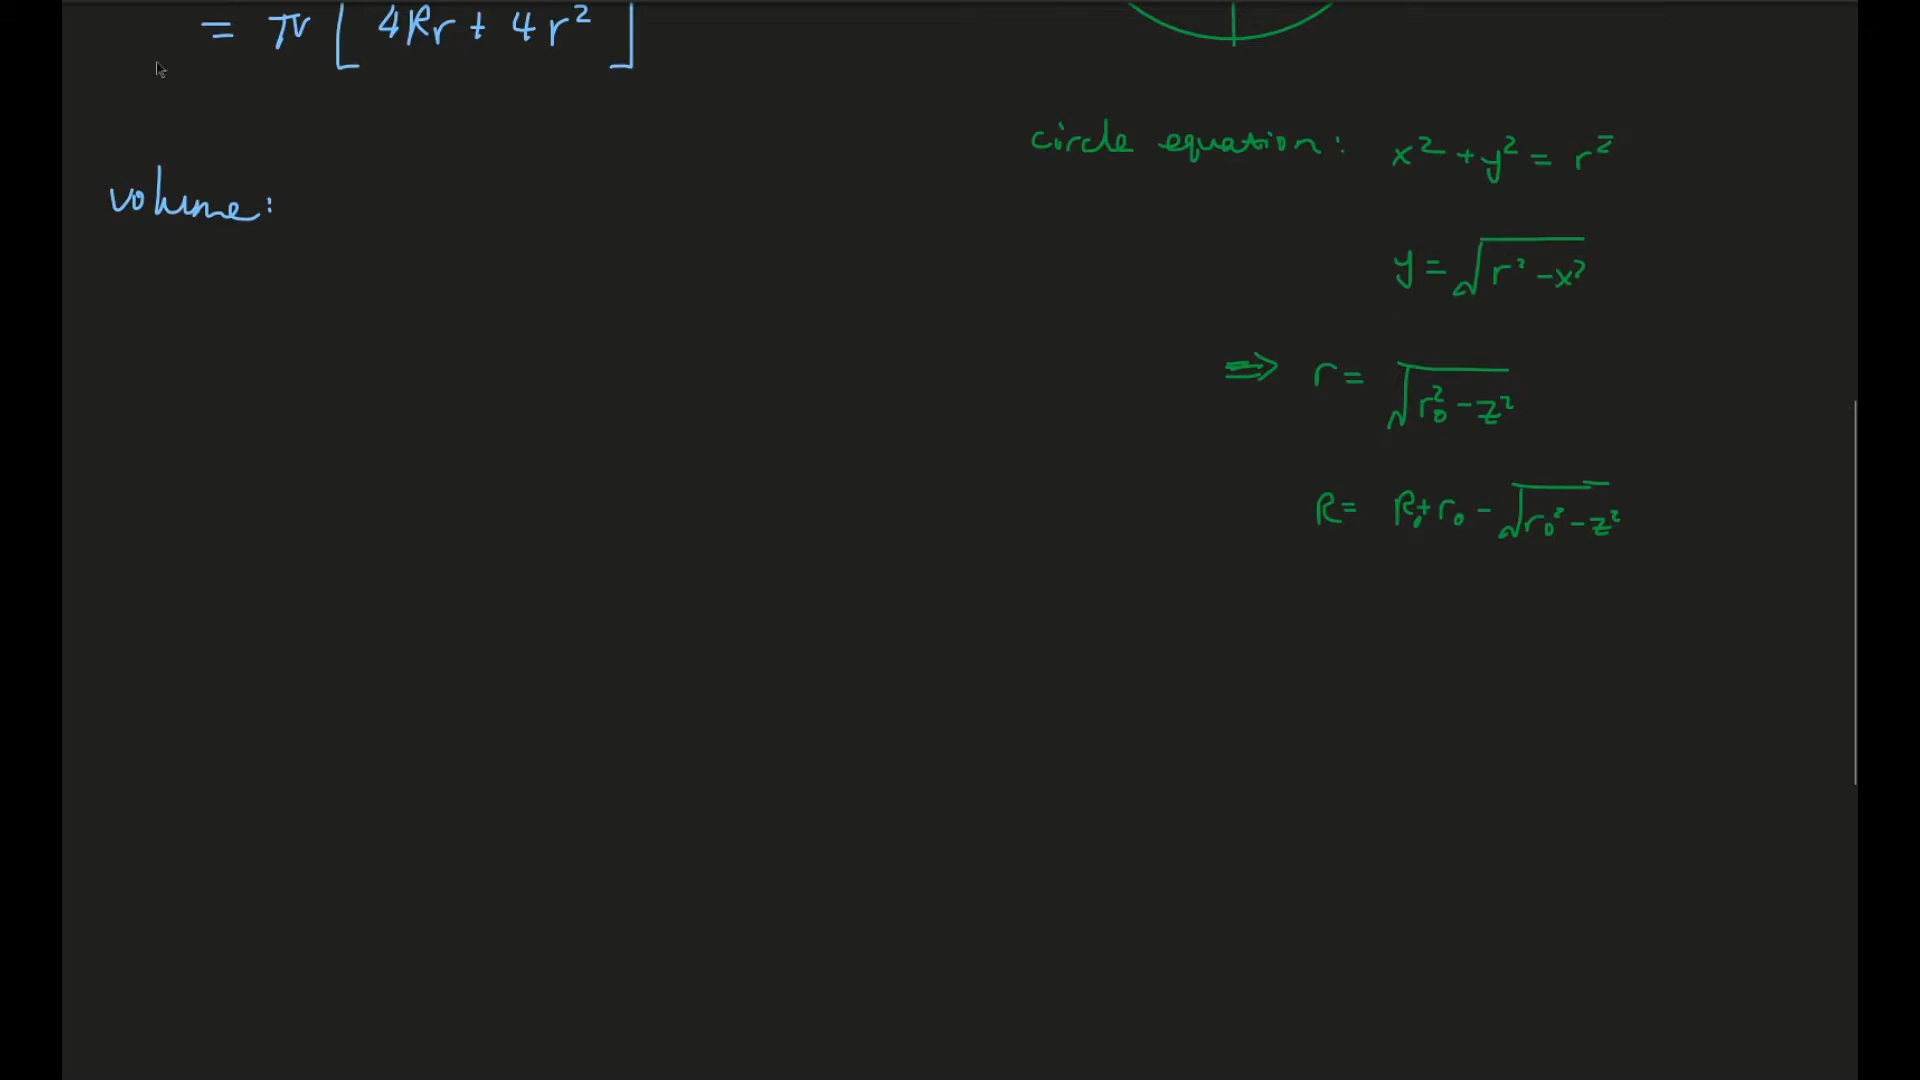 = π [ 4Rr + 4r² ]
circle equation: x² + y² = r²
volume:
y = √(r² - x²)
⇒ r = √(r₀² - z²)
R = R₀ + r₀ - √(r₀² - z²)